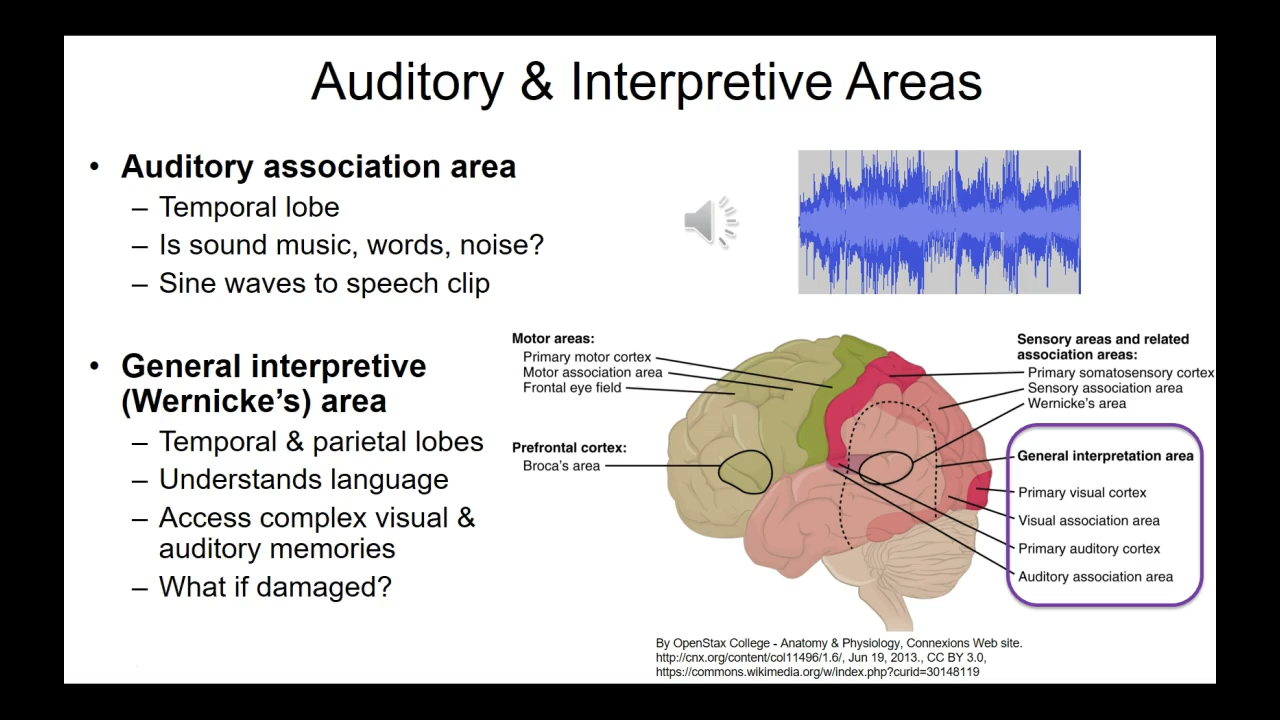 Auditory & Interpretive Areas
• Auditory association area
– Temporal lobe
– Is sound music, words, noise?
– Sine waves to speech clip
• General interpretive
(Wernicke's) area
– Temporal & parietal lobes
– Understands language
– Access complex visual &
auditory memories
– What if damaged?
Motor areas:
Primary motor cortex
Motor association area
Frontal eye field
Prefrontal cortex:
Broca's area
Sensory areas and related
association areas:
Primary somatosensory cortex
Sensory association area
Wernicke's area
General interpretation area
Primary visual cortex
Visual association area
Primary auditory cortex
Auditory association area
By OpenStax College - Anatomy & Physiology, Connexions Web site.
http://cnx.org/content/col11496/1.6/, Jun 19, 2013., CC BY 3.0,
https://commons.wikimedia.org/w/index.php?curid=30148119